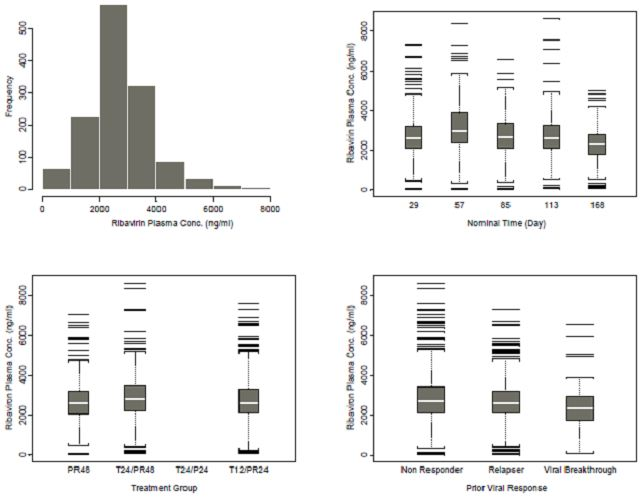 0 100 200 300 400 500
Frequency
0 2000 4000 6000 8000
Ribavirin Plasma Conc. (ng/ml)
0 2000 4000 6000 8000
Ribavirin Plasma Conc. (ng/ml)
29 57 85 113 168
Nominal Time (Day)
0 2000 4000 6000 8000
Ribaviron Plasma Conc. (ng/ml)
PR48 T24/PR48 T24/P24 T12/PR24
Treatment Group
0 2000 4000 6000 8000
Ribaviron Plasma Conc. (ng/ml)
Non Responder Relapser Viral Breakthrough
Prior Viral Response